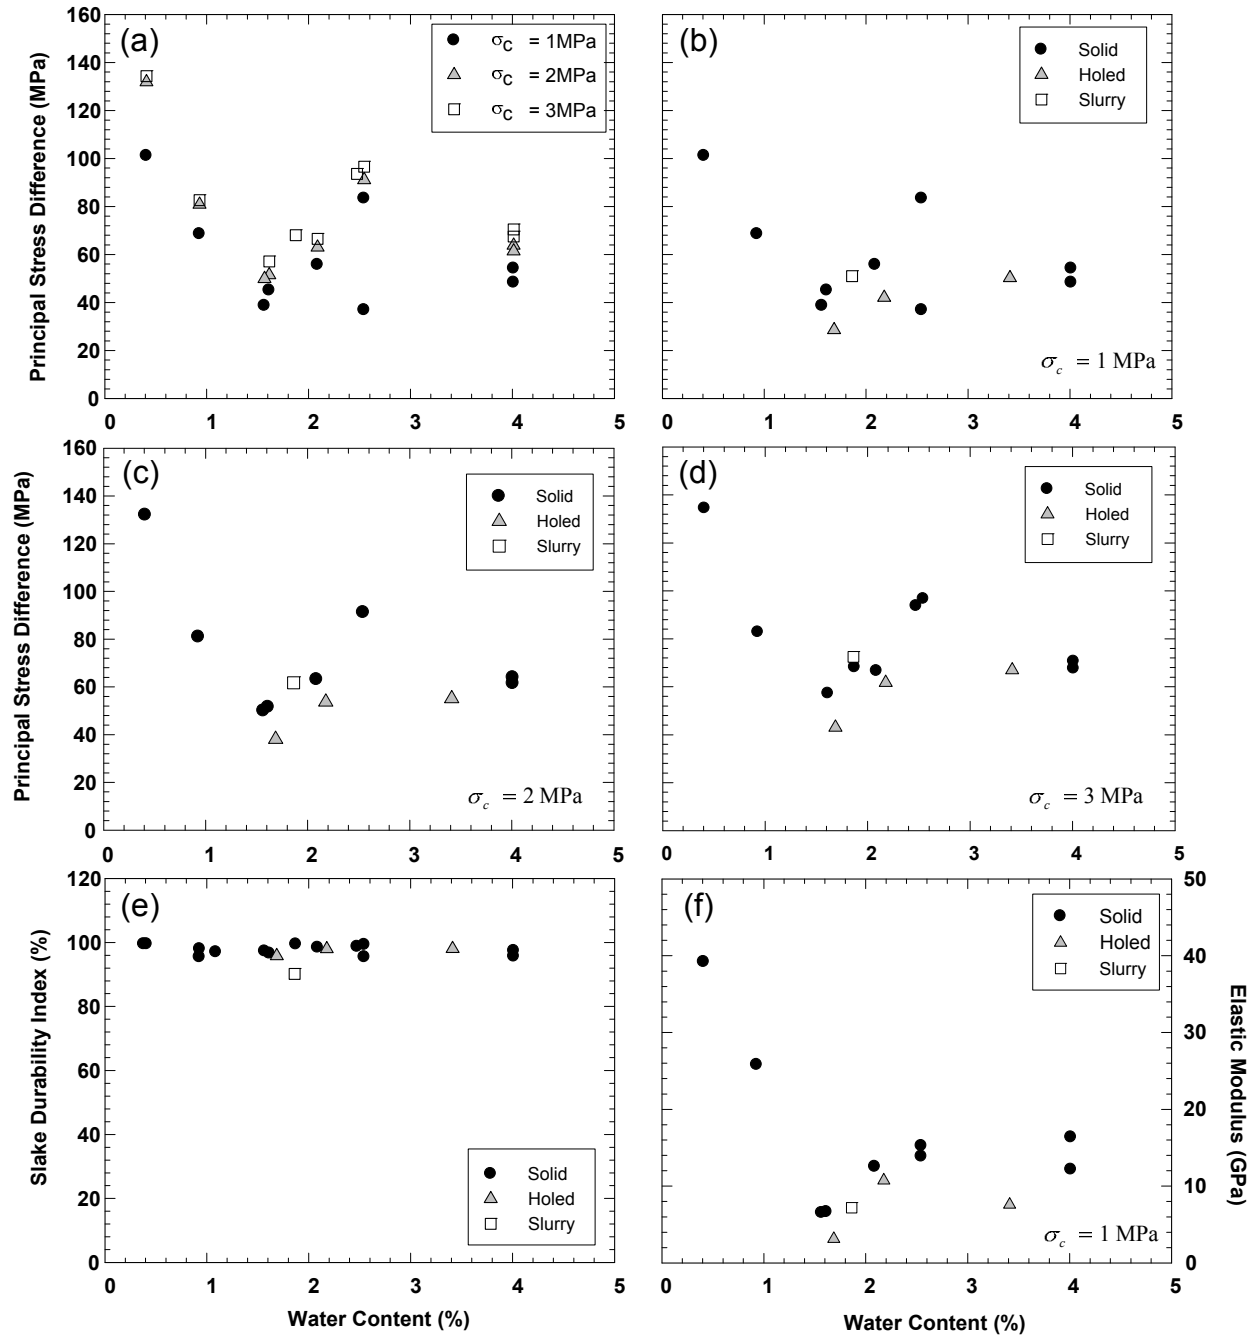 (a)
σc = 1MPa
σc = 2MPa
σc = 3MPa
160
140
120
100
80
60
40
20
0
Principal Stress Difference (MPa)
0 1 2 3 4 5
(b)
Solid
Holed
Slurry
σc = 1 MPa
0 1 2 3 4 5
(c)
Solid
Holed
Slurry
σc = 2 MPa
160
140
120
100
80
60
40
20
0
Principal Stress Difference (MPa)
0 1 2 3 4 5
(d)
Solid
Holed
Slurry
σc = 3 MPa
0 1 2 3 4 5
(e)
120
100
80
60
40
20
0
Slake Durability Index (%)
Solid
Holed
Slurry
0 1 2 3 4 5
Water Content (%)
(f)
Solid
Holed
Slurry
σc = 1 MPa
50
40
30
20
10
0
Elastic Modulus (GPa)
0 1 2 3 4 5
Water Content (%)